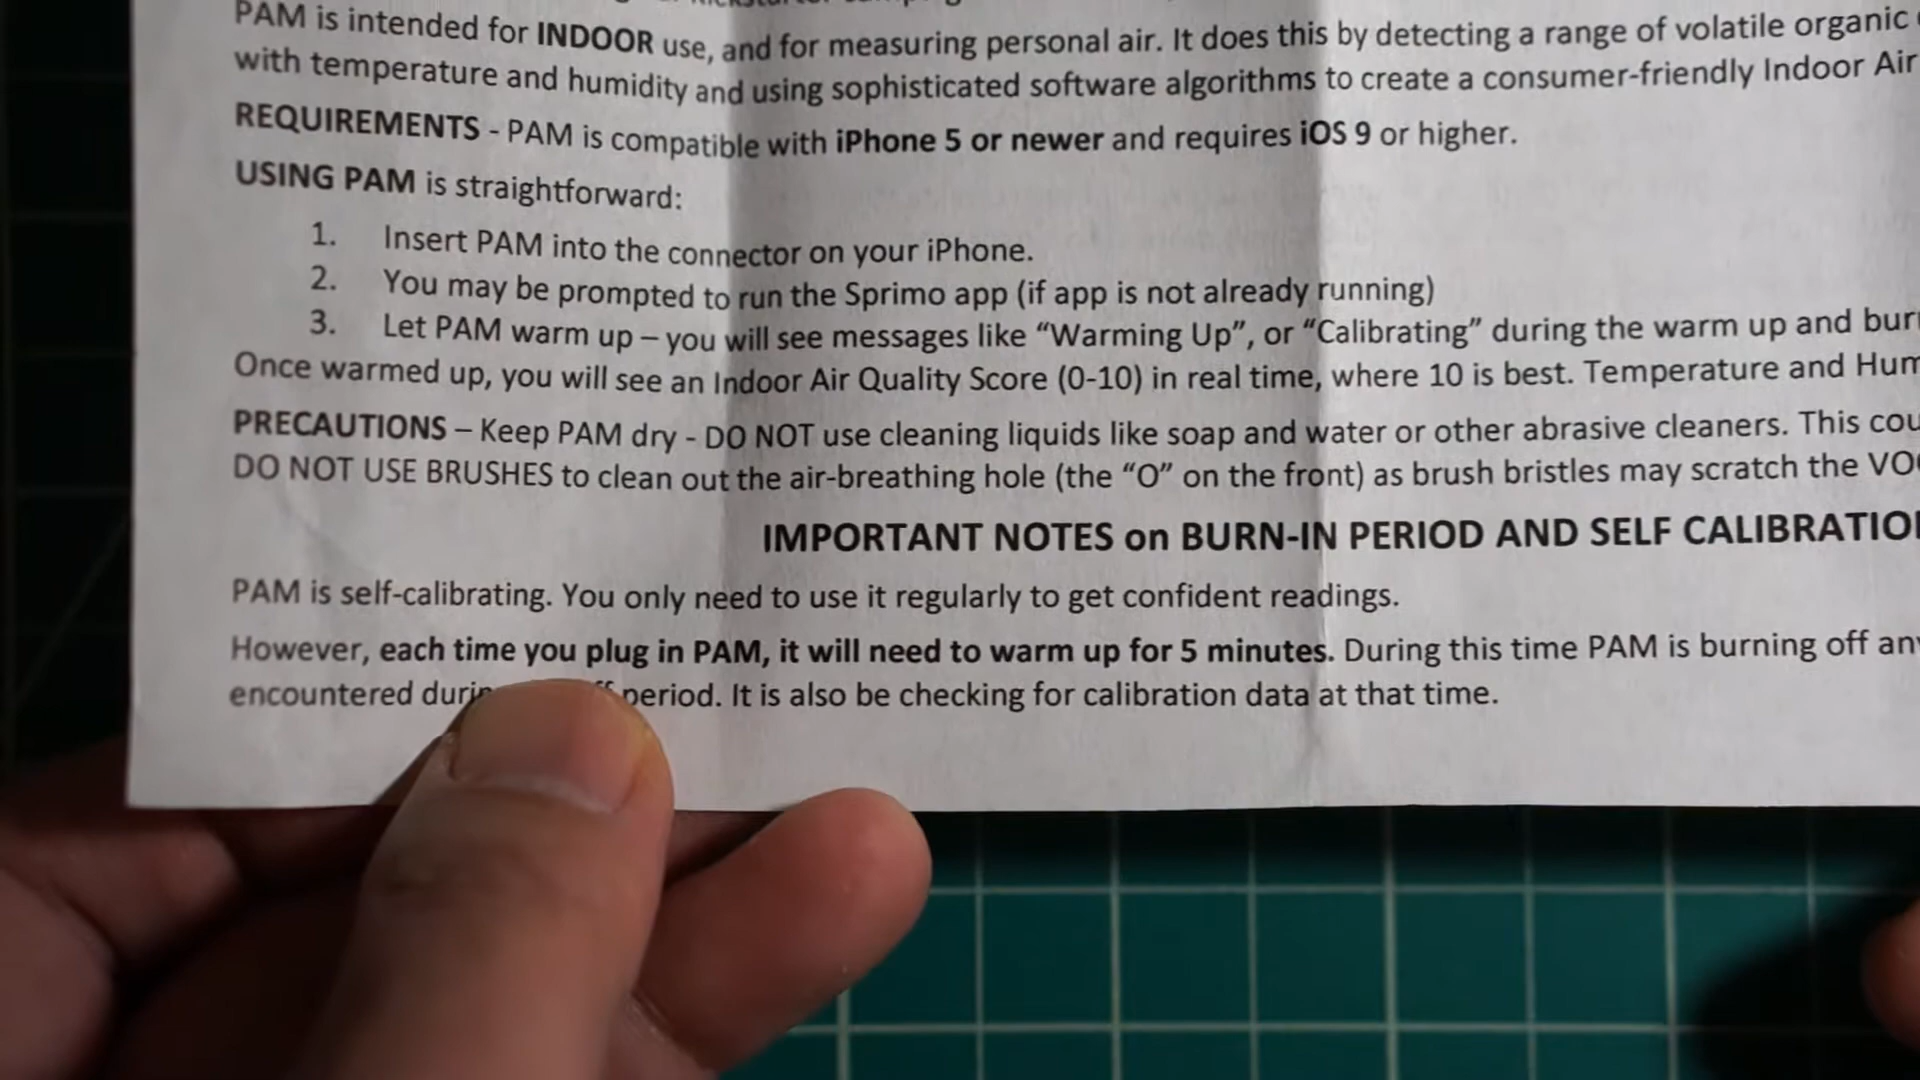 PAM is intended for INDOOR use, and for measuring personal air. It does this by detecting a range of volatile organic
with temperature and humidity and using sophisticated software algorithms to create a consumer-friendly Indoor Air
REQUIREMENTS - PAM is compatible with iPhone 5 or newer and requires iOS 9 or higher.
USING PAM is straightforward:
1. Insert PAM into the connector on your iPhone.
2. You may be prompted to run the Sprimo app (if app is not already running)
3. Let PAM warm up – you will see messages like “Warming Up”, or “Calibrating” during the warm up and
Once warmed up, you will see an Indoor Air Quality Score (0-10) in real time, where 10 is best. Temperature and
PRECAUTIONS – Keep PAM dry - DO NOT use cleaning liquids like soap and water or other abrasive cleaners. This
DO NOT USE BRUSHES to clean out the air-breathing hole (the “O” on the front) as brush bristles may scratch the
IMPORTANT NOTES on BURN-IN PERIOD AND SELF
PAM is self-calibrating. You only need to use it regularly to get confident readings.
However, each time you plug in PAM, it will need to warm up for 5 minutes. During this time PAM is burning off
encountered period. It is also be checking for calibration data at that time.